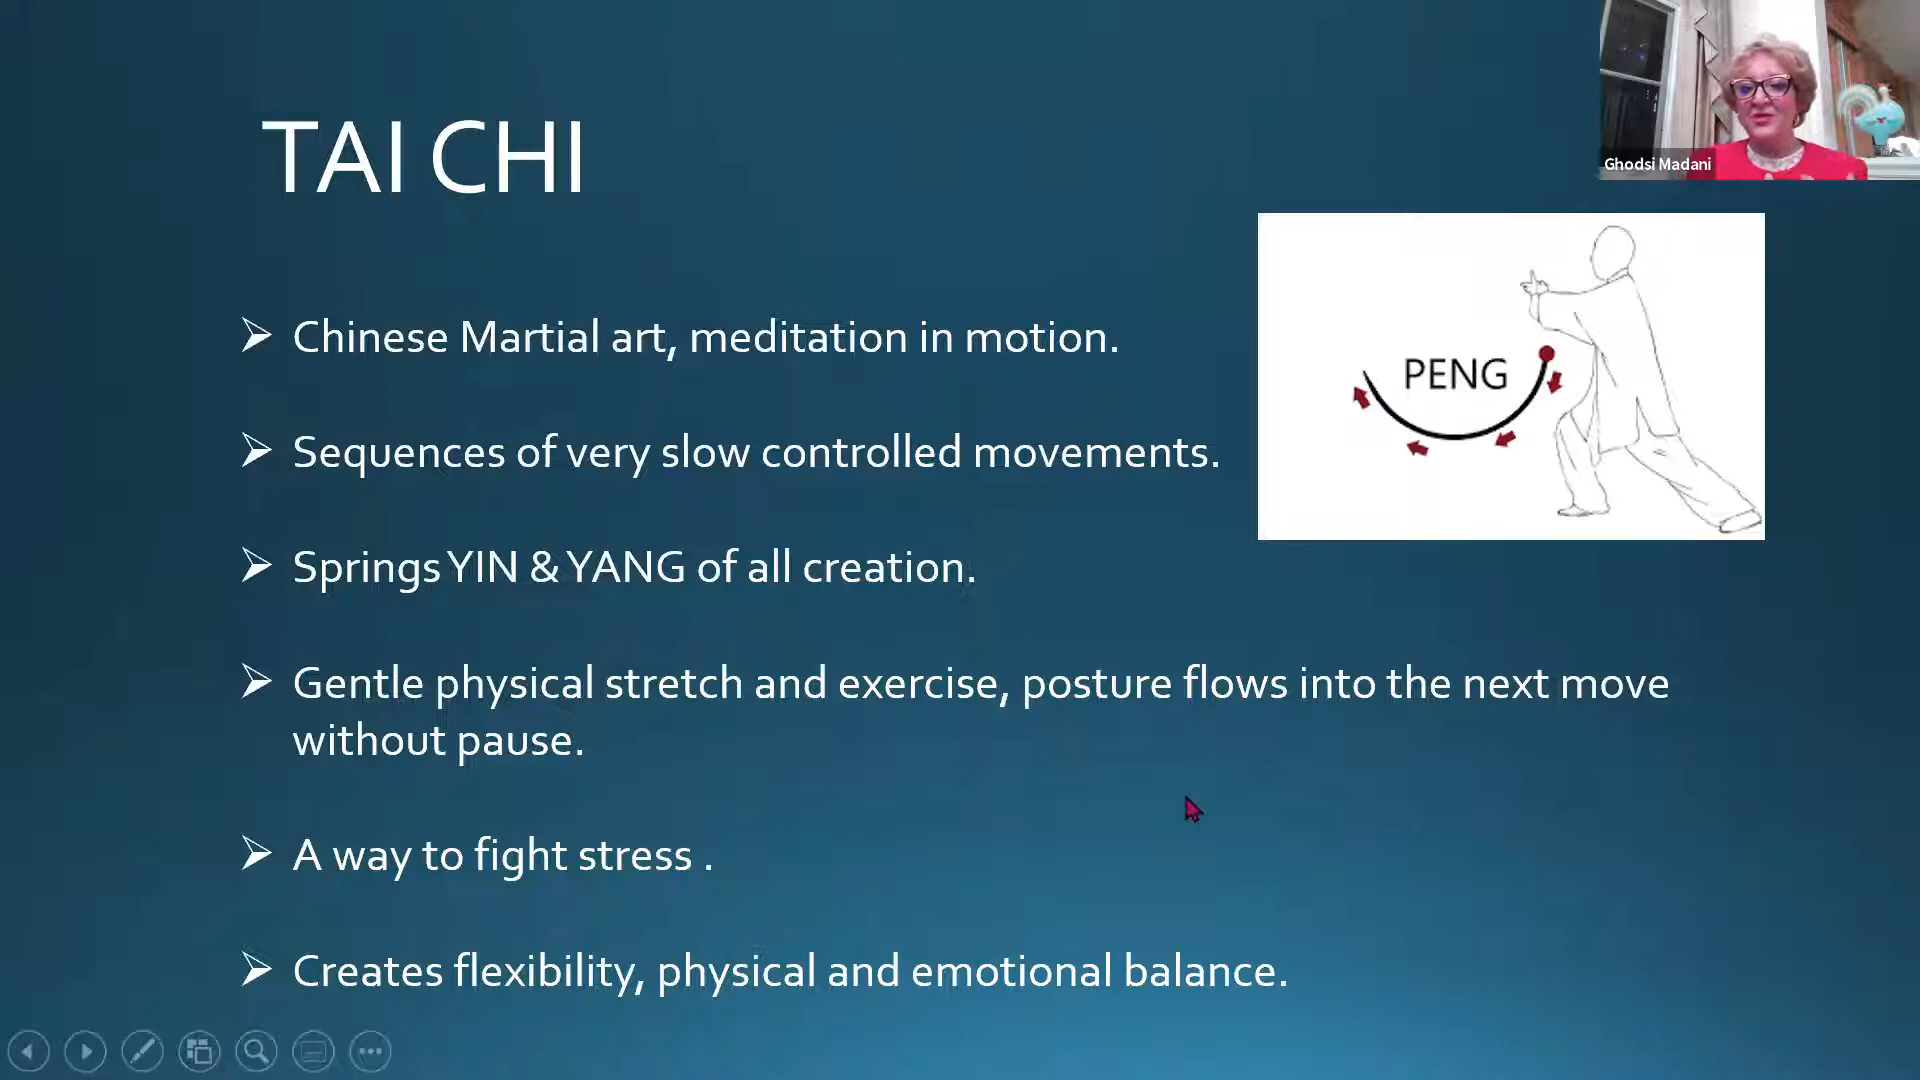 TAI CHI
Ghodsi Madani
Chinese Martial art, meditation in motion.
PENG
Sequences of very slow controlled movements.
Springs YIN & YANG of all creation.
Gentle physical stretch and exercise, posture flows into the next move
without pause.
A way to fight stress .
Creates flexibility, physical and emotional balance.